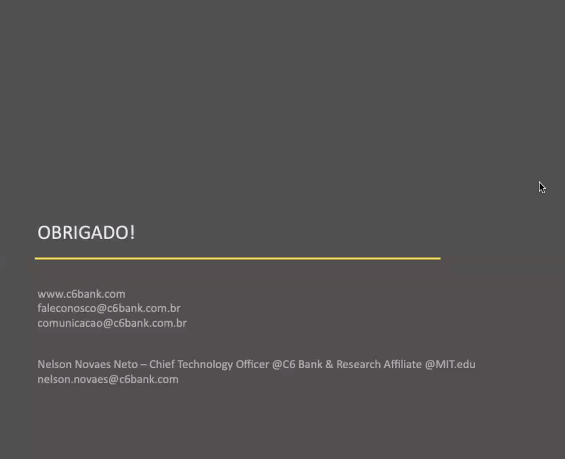 OBRIGADO!
www.c6bank.com
faleconosco@c6bank.com.br
comunicacao@c6bank.com.br
Nelson Novaes Neto – Chief Technology Officer @C6 Bank & Research Affiliate @MIT.edu
nelson.novaes@c6bank.com